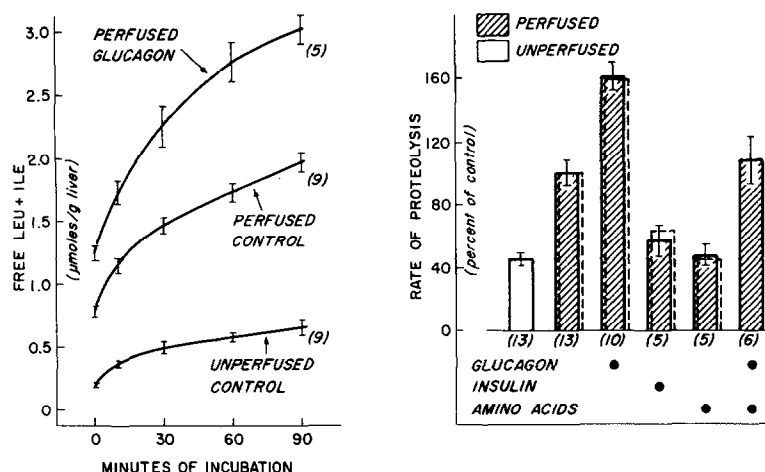 FREE LEU + ILE
(μmoles/g liver)
3.0
2.5
2.0
1.5
1.0
0.5
0
PERFUSED
GLUCAGON
(5)
(9)
PERFUSED
CONTROL
(9)
UNPERFUSED
CONTROL
0 30 60 90
MINUTES OF INCUBATION
PERFUSED
UNPERFUSED
RATE OF PROTEOLYSIS
(percent of control)
160
120
80
40
0
(13) (13) (10) (5) (5) (6)
GLUCAGON
INSULIN
AMINO ACIDS